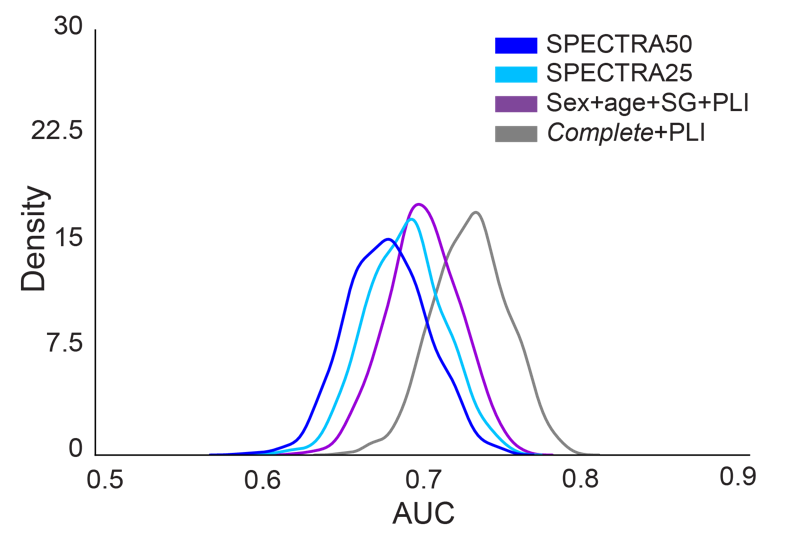 30
SPECTRA50
SPECTRA25
Sex+age+SG+PLI
Complete+PLI
22.5
15
7.5
0
Density
0.5 0.6 0.7 0.8 0.9
AUC